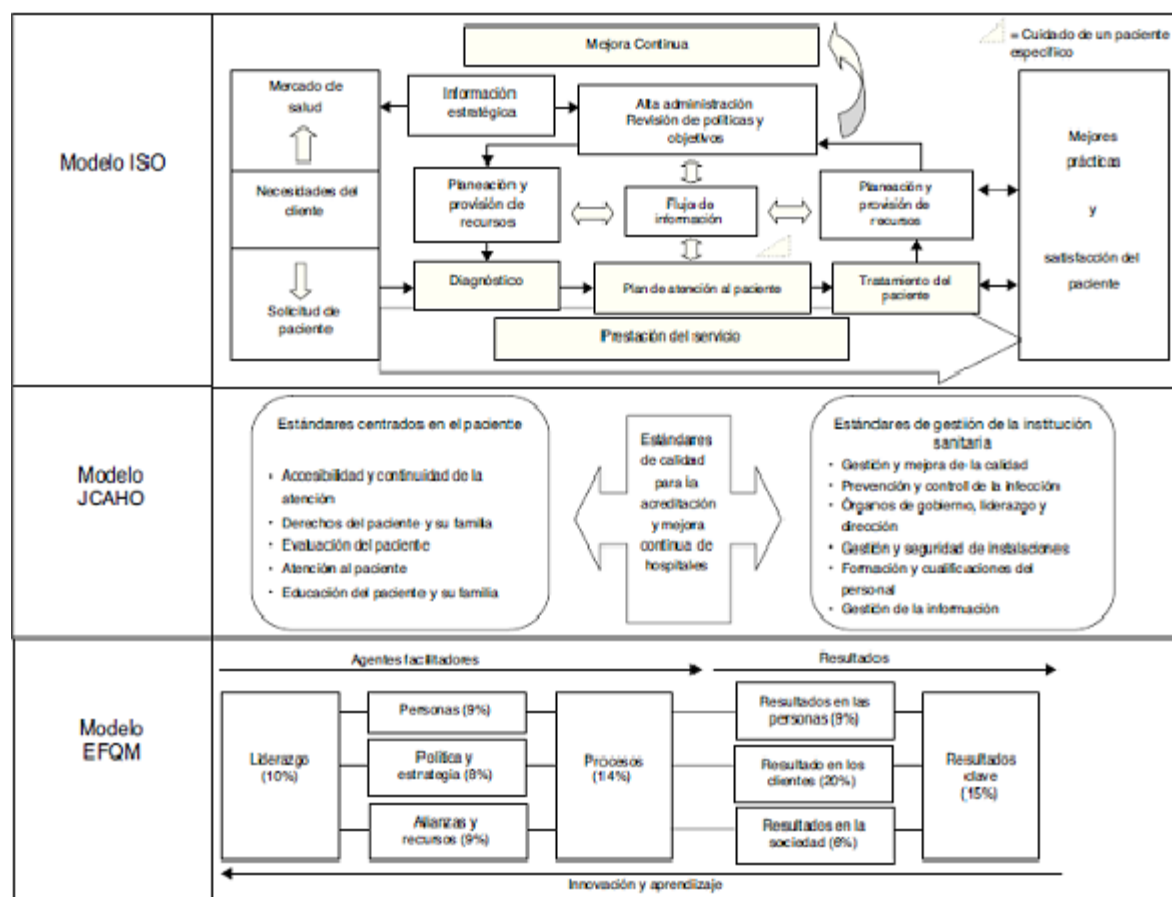 Modelo ISO
Mejora Continua
= Cuidado de un paciente
específico
Mercado de
salud
Necesidades del
cliente
Solicitud de
paciente
Información
estratégica
Alta administración
Revisión de políticas y
objetivos
Planeación y
provisión de
recursos
Flujo de
información
Planeación y
provisión de
recursos
Diagnóstico
Plan de atención al paciente
Tratamiento del
paciente
Prestación del servicio
Mejores
prácticas
y
satisfacción del
paciente
Modelo
JCAHO
Estándares centrados en el paciente
• Accesibilidad y continuidad de la
atención
• Derechos del paciente y su familia
• Evaluación del paciente
• Atención al paciente
• Educación del paciente y su familia
Estándares
de calidad
para la
acreditación
y mejora
continua de
hospitales
Estándares de gestión de la institución
sanitaria
• Gestión y mejora de la calidad
• Prevención y control de la infección
• Órganos de gobierno, liderazgo y
dirección
• Gestión y seguridad de instalaciones
• Formación y cualificaciones del
personal
• Gestión de la información
Modelo
EFQM
Agentes facilitadores
Resultados
Liderazgo
(10%)
Personas (9%)
Política y
estrategia (8%)
Alianzas y
recursos (9%)
Procesos
(14%)
Resultados en las
personas (9%)
Resultado en los
clientes (20%)
Resultados en la
sociedad (6%)
Resultados
clave
(15%)
Innovación y aprendizaje